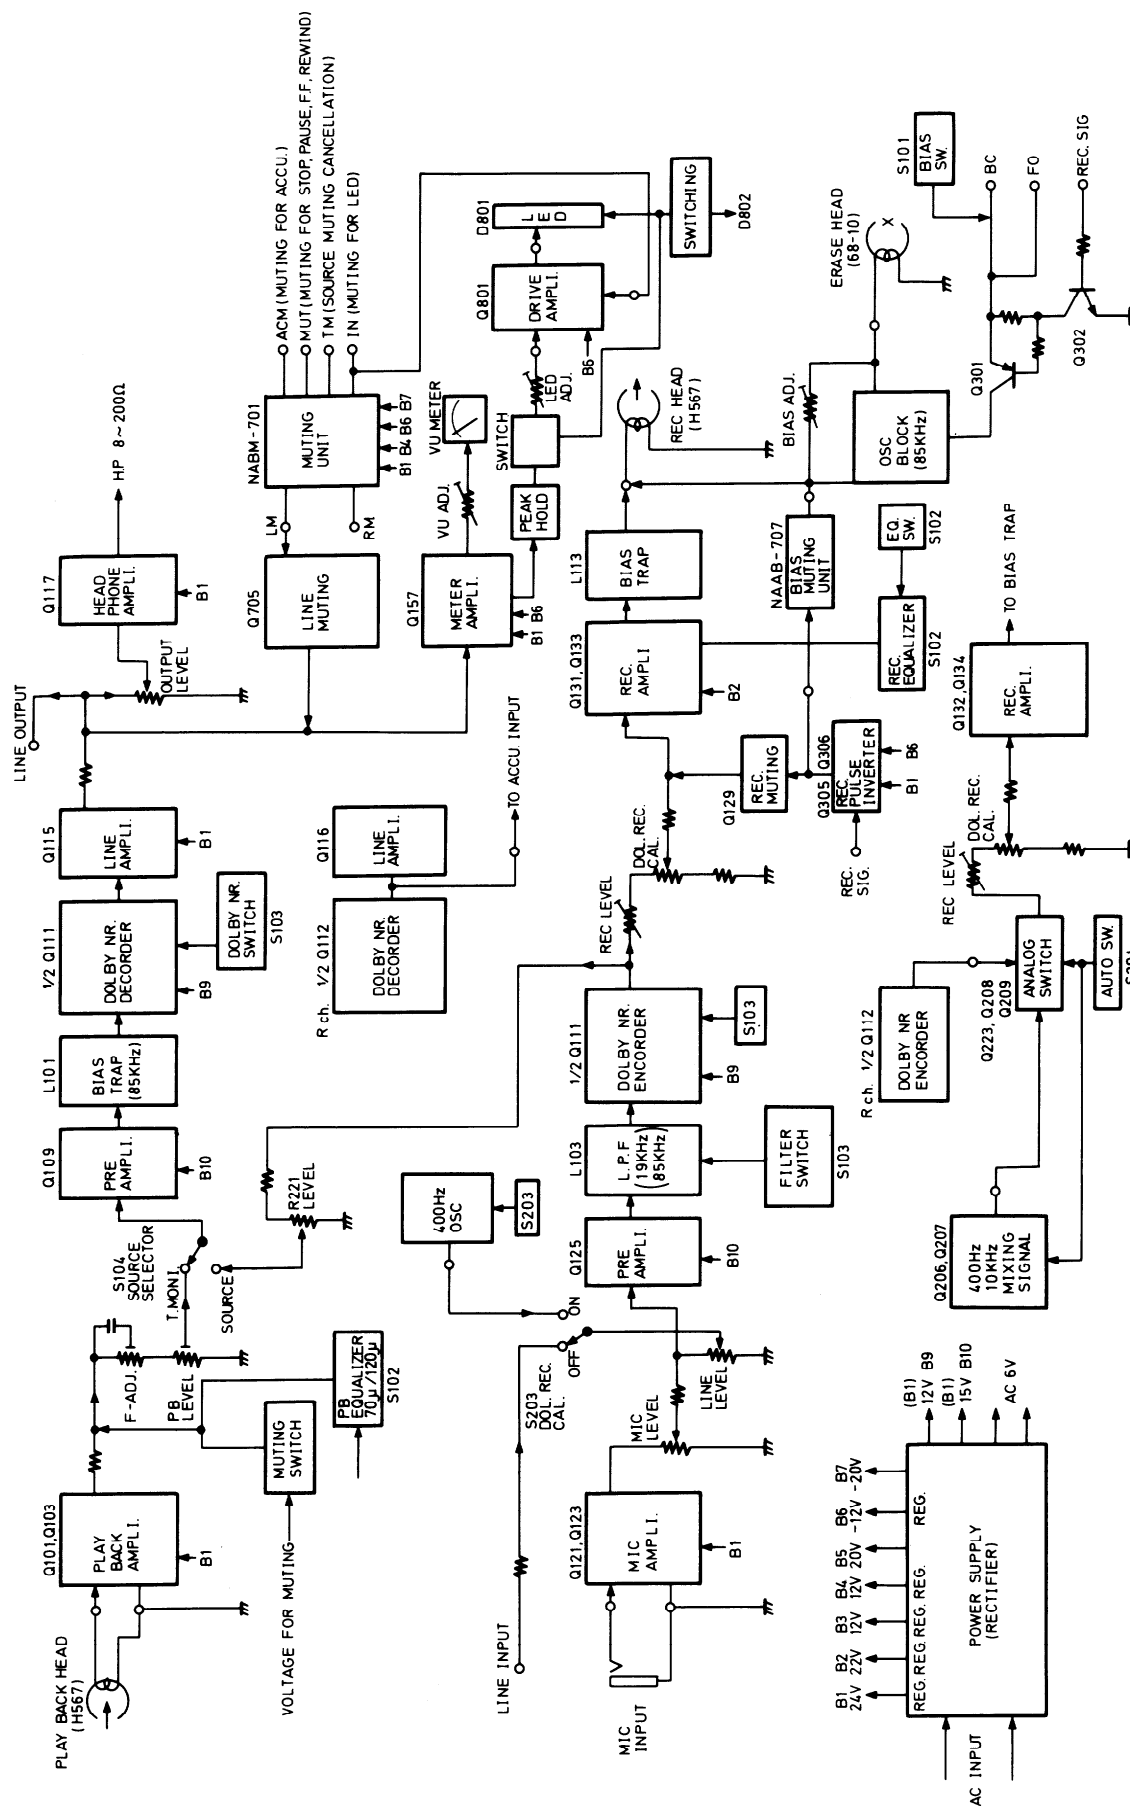 PLAY BACK HEAD
(H567)
Q101,Q103
PLAY
BACK
AMPLI.
B1
VOLTAGE FOR MUTING
MUTING
SWITCH
F-ADJ.
PB
LEVEL
PB
EQUALIZER
70μ/120μ
S102
S104
SOURCE
SELECTOR
T.MONI.
SOURCE
R221
LEVEL
Q109
PRE
AMPLI.
B10
L101
BIAS
TRAP
(85KHz)
1/2 Q111
DOLBY NR.
DECORDER
B9
DOLBY NR.
SWITCH
S103
Q115
LINE
AMPLI.
B1
LINE OUTPUT
OUTPUT
LEVEL
Q117
HEAD
PHONE
AMPLI.
B1
H.P 8~200Ω
R ch. 1/2 Q112
DOLBY NR.
DECORDER
Q116
LINE
AMPLI.
TO ACCU INPUT
Q705
LINE
MUTING
LM
RM
NABM-701
MUTING
UNIT
B1 B4 B6 B7
ACM (MUTING FOR ACCU.)
MUT (MUTING FOR STOP, PAUSE, F.F, REWIND)
TM (SOURCE MUTING CANCELLATION)
IN (MUTING FOR LED)
Q157
METER
AMPLI.
B1 B6
VU ADJ.
VU METER
PEAK
HOLD
SWITCH
LED
ADJ.
Q801
DRIVE
AMPLI.
B6
D801
LED
SWITCHING
D802
LINE INPUT
S203
DOL. REC.
CAL.
OFF
ON
400Hz
OSC
S203
MIC
INPUT
Q121,Q123
MIC
AMPLI.
B1
MIC
LEVEL
LINE
LEVEL
Q125
PRE
AMPLI.
B10
L103
L.P.F
(19KHz
85KHz)
FILTER
SWITCH
S103
1/2 Q111
DOLBY NR.
ENCORDER
B9
S103
REC LEVEL
DOL. REC.
CAL.
Q129
REC.
MUTING
Q131, Q133
REC.
AMPLI
B2
L113
BIAS
TRAP
REC HEAD
(H567)
REC.
SIG.
Q305 Q306
REC.
PULSE
INVERTER
B1 B6
NAAB-707
BIAS
MUTING
UNIT
BIAS ADJ.
REC.
EQUALIZER
S102
EQ.
SW.
S102
OSC
BLOCK
(85KHz)
ERASE HEAD
(68-10)
X
S101
BIAS
SW.
BC
FO
REC. SIG
Q301
Q302
AC INPUT
POWER SUPPLY
(RECTIFIER)
REG. REG. REG. REG. REG. REG.
B1 B2 B3 B4 B5 B6 B7
24V 22V 12V 12V 20V -12V -20V
(B1)
12V B9
(B1)
15V B10
AC 6V
Q206,Q207
400Hz
10KHz
MIXING
SIGNAL
R ch. 1/2 Q112
DOLBY NR
ENCORDER
Q223, Q208
Q209
ANALOG
SWITCH
AUTO SW.
REC LEVEL
DOL. REC.
CAL.
Q132,Q134
REC.
AMPLI.
TO BIAS TRAP